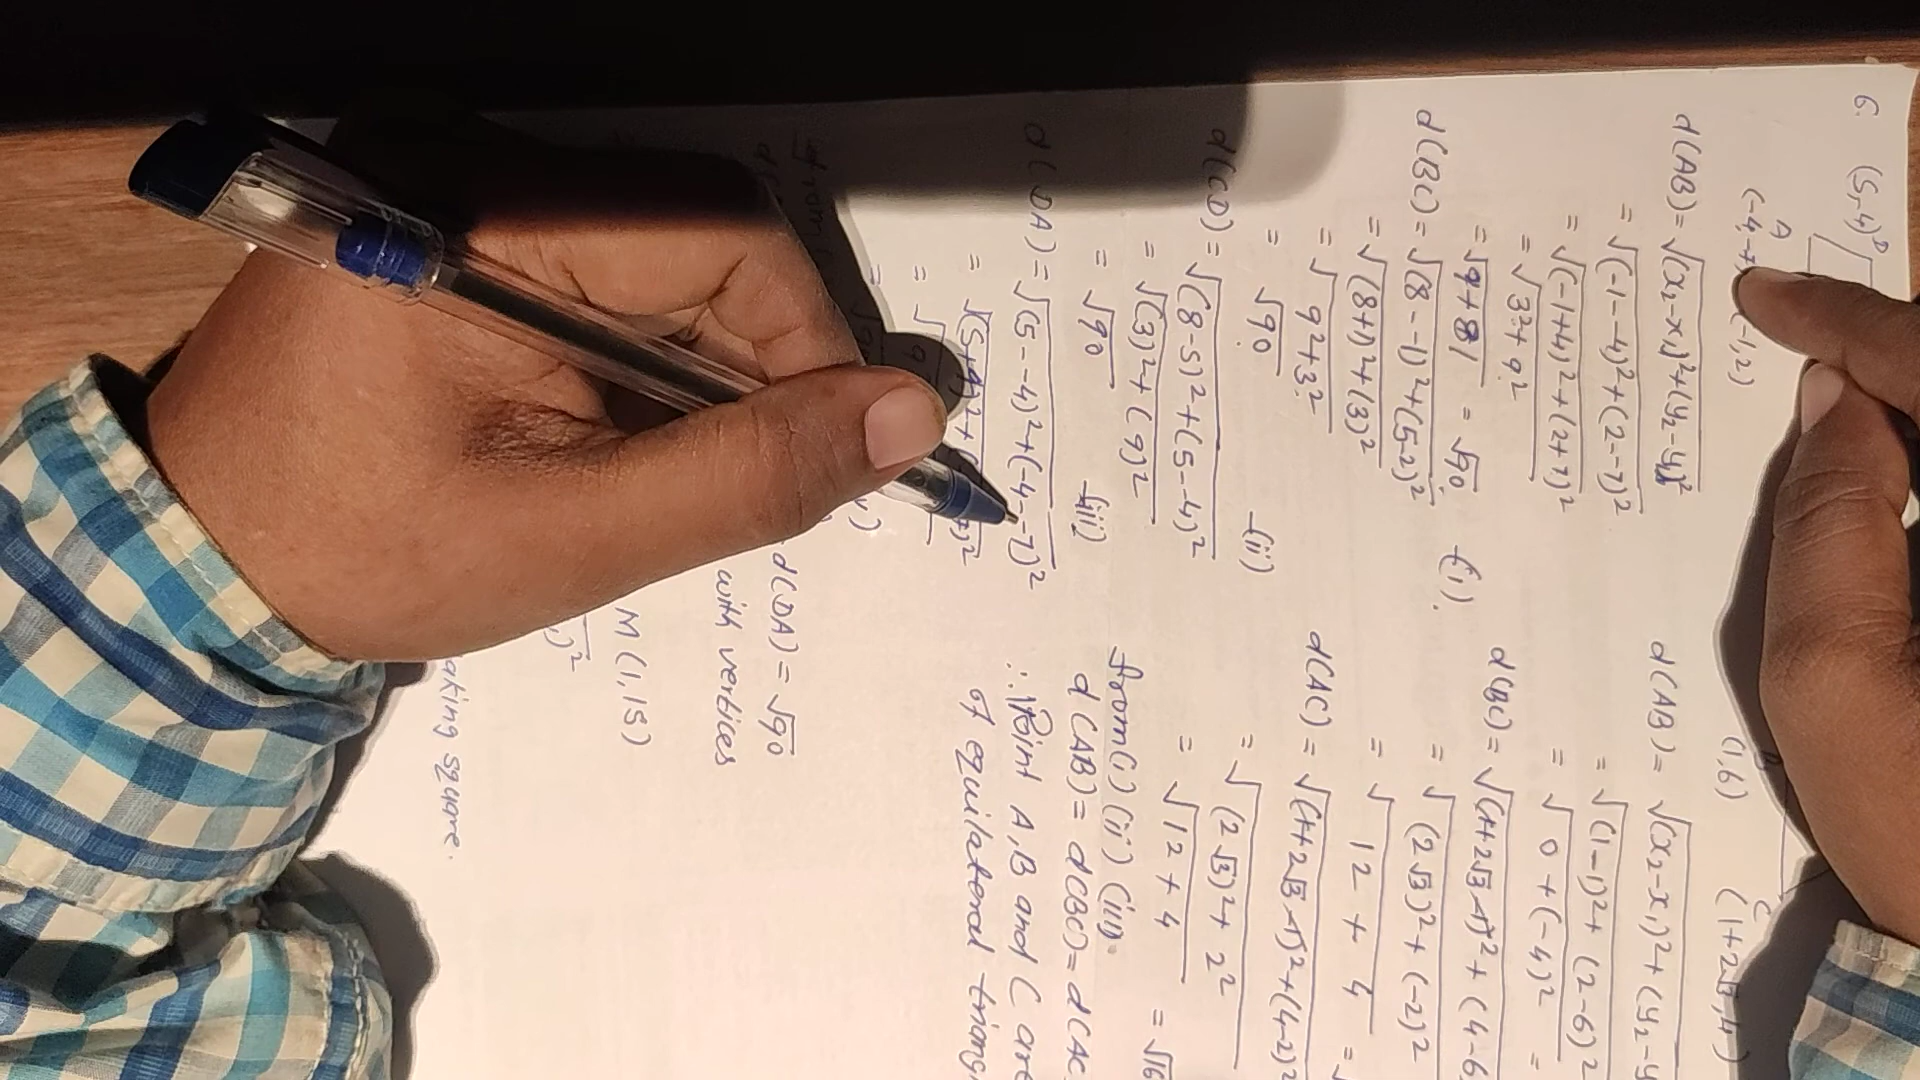 6.
(5,-4) D
A
(-4,-7) (-1,2)
d(AB) = √(x₂-x₁)²+(y₂-y₁)²
= √(-1--4)²+(2--7)²
= √(-1+4)²+(2+7)²
= √3²+9²
= √9+81 = √90 -(i).
d(BC) = √(8--1)²+(5-2)²
= √(8+1)²+(3)²
= √9²+3²
= √90 -(ii)
d(CD) = √(8-5)²+(5--4)²
= √(3)²+(9)²
= √90 -(iii)
d(DA) = √(5--4)²+(-4--7)²
= √(5+4)²+(
= √9
=
from
d(DA) = √90
with vertices
M (1,15)
)²
aking square.
B C
(1,6) (1+2√3,4)
d(AB) = √(x₂-x₁)²+(y₂-y
= √(1-1)²+(2-6)²
= √0+(-4)² =
d(BC) = √(1+2√3-1)²+(4-6
= √(2√3)²+(-2)²
= √12+4 = √
d(AC) = √(1+2√3-1)²+(4-2)²
= √(2√3)²+2²
= √12+4 = √16
from (i) (ii) (iii).
d(AB) = d(BC) = d(AC
∴ Point A,B and C are
of equilateral triang